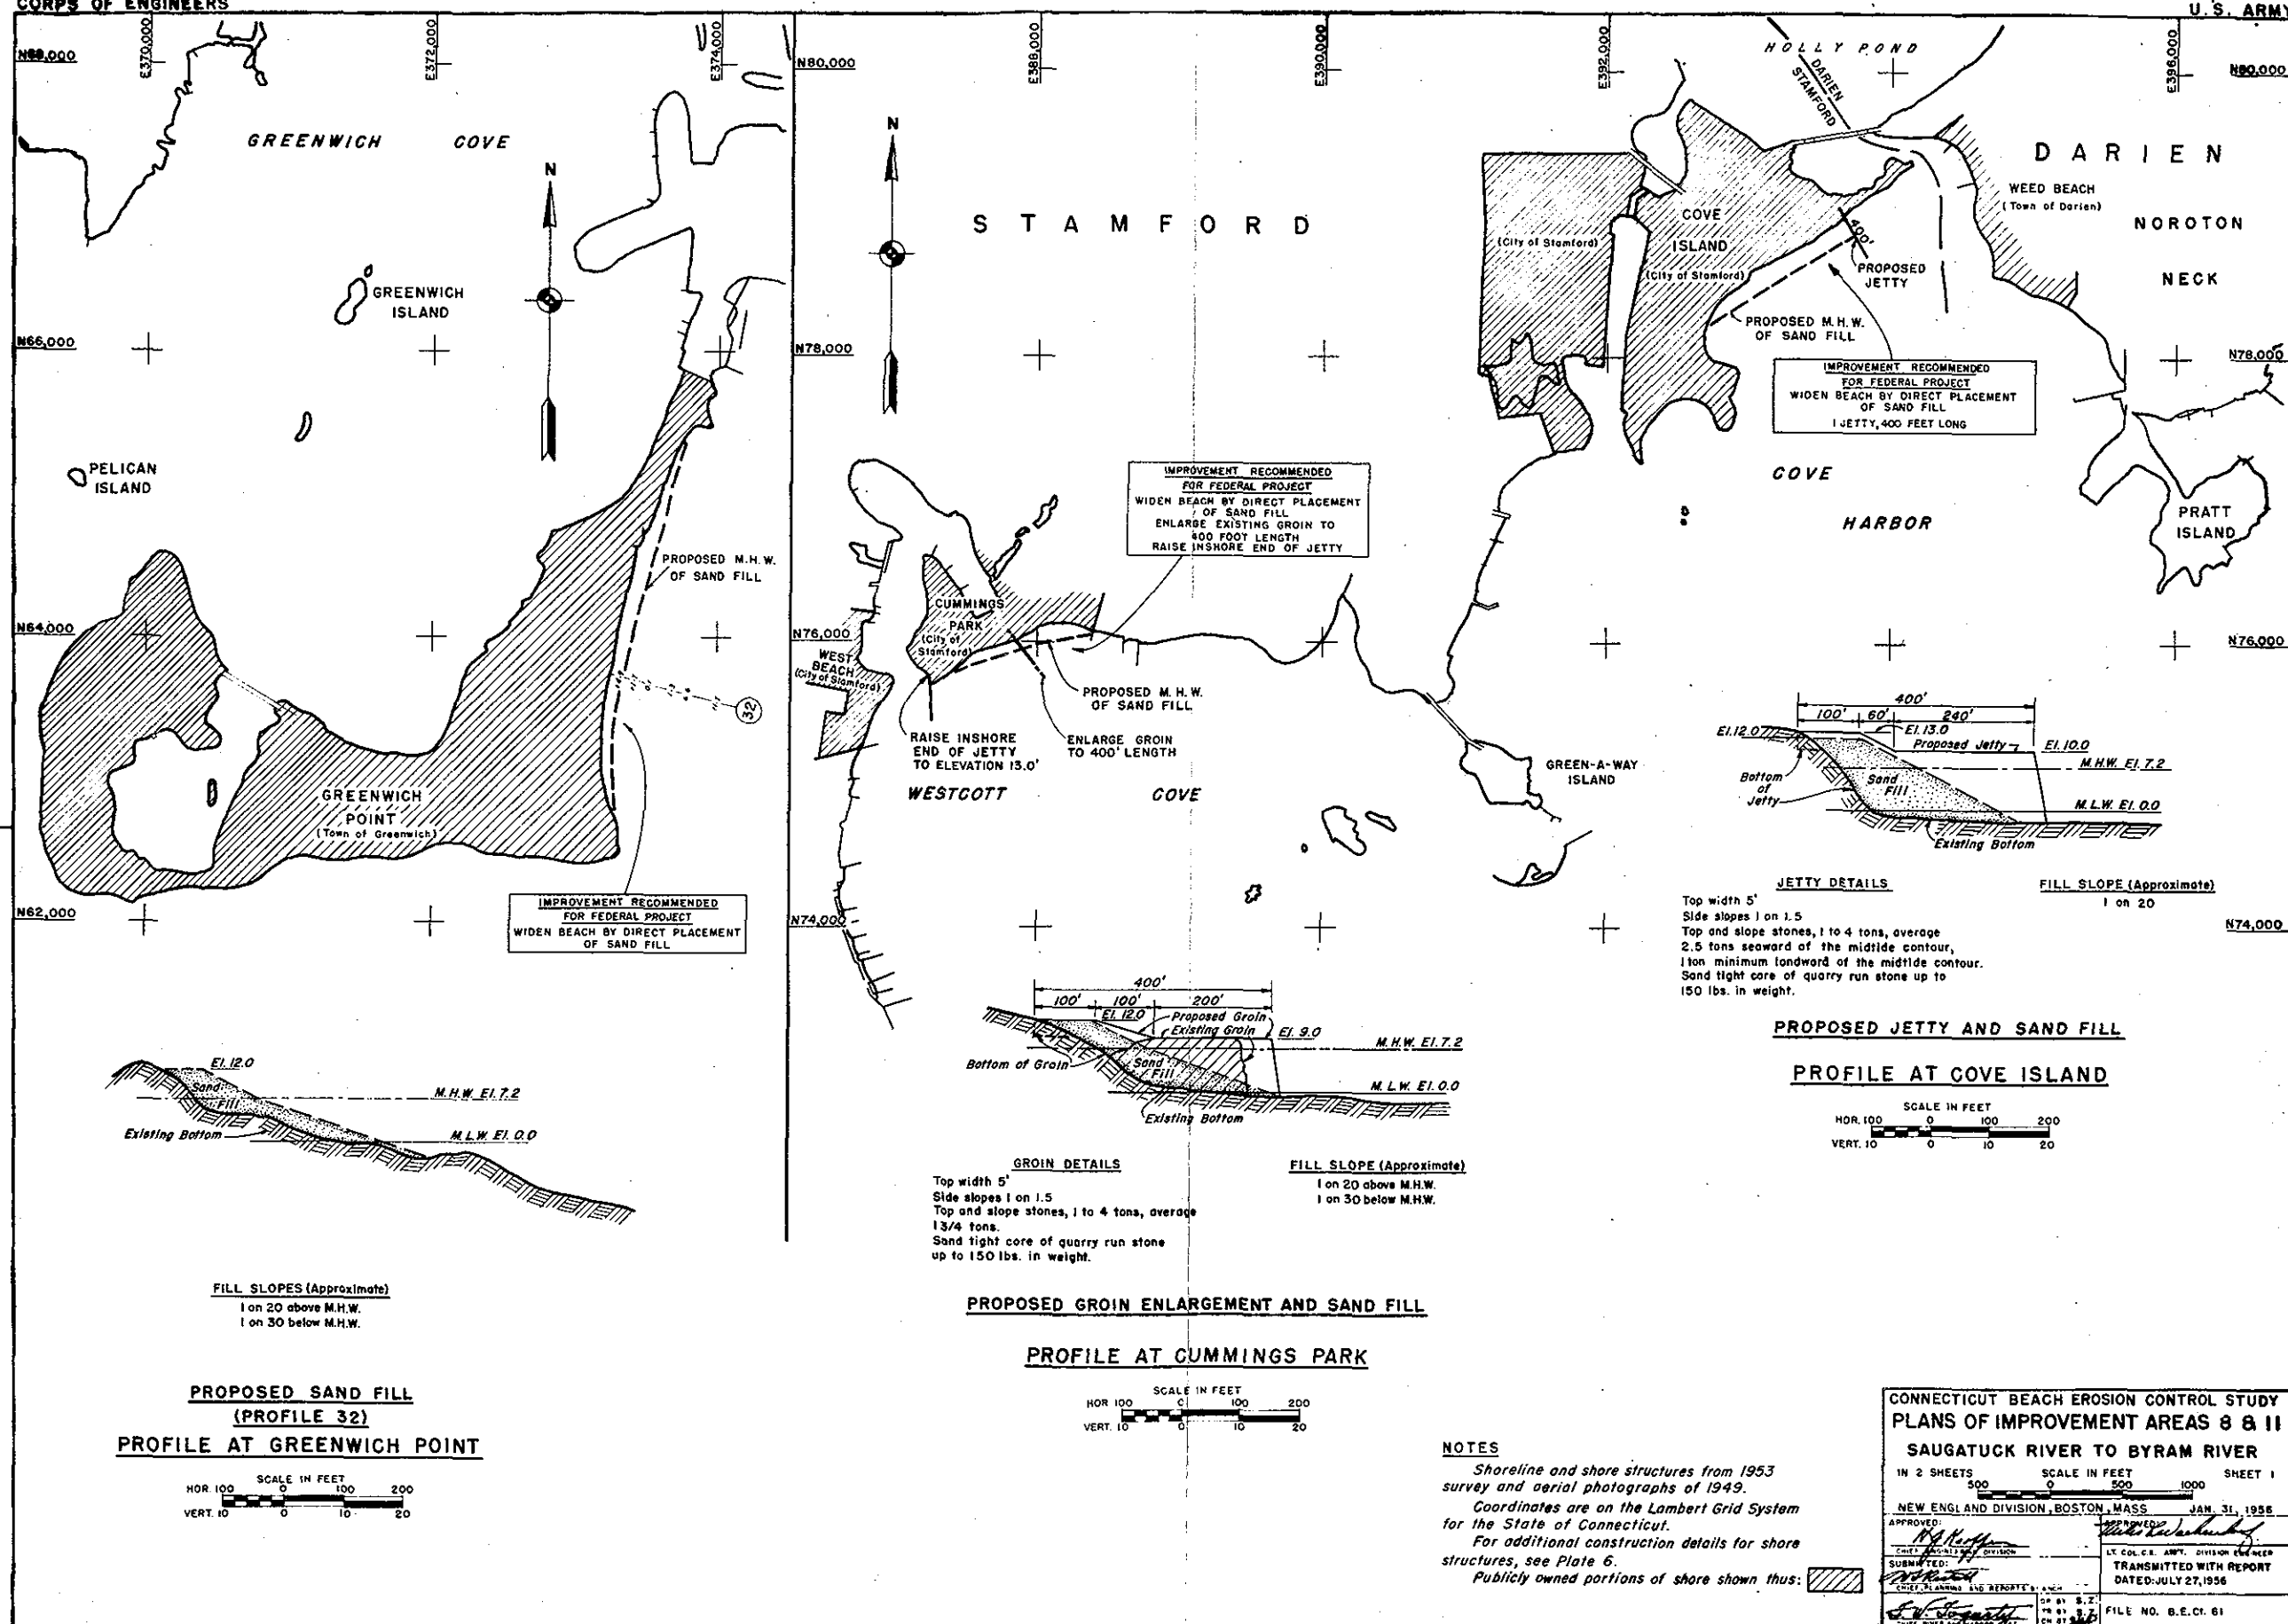 CORPS OF ENGINEERS
U.S. ARMY
E370,000
E372,000
E374,000
E388,000
E390,000
E392,000
E396,000
N80,000
N80,000
N66,000
N78,000
N78,000
N64,000
N76,000
N76,000
N62,000
N74,000
N74,000
GREENWICH COVE
N
GREENWICH
ISLAND
PELICAN
ISLAND
PROPOSED M.H.W.
OF SAND FILL
32
GREENWICH
POINT
(Town of Greenwich)
IMPROVEMENT RECOMMENDED
FOR FEDERAL PROJECT
WIDEN BEACH BY DIRECT PLACEMENT
OF SAND FILL
El. 12.0
Sand
Fill
M.H.W. El. 7.2
Existing Bottom
M.L.W. El. 0.0
FILL SLOPES (Approximate)
1 on 20 above M.H.W.
1 on 30 below M.H.W.
PROPOSED SAND FILL
(PROFILE 32)
PROFILE AT GREENWICH POINT
SCALE IN FEET
HOR. 100 0 100 200
VERT. 10 0 10 20
N
STAMFORD
IMPROVEMENT RECOMMENDED
FOR FEDERAL PROJECT
WIDEN BEACH BY DIRECT PLACEMENT
OF SAND FILL
ENLARGE EXISTING GROIN TO
400 FOOT LENGTH
RAISE INSHORE END OF JETTY
CUMMINGS
PARK
(City of
Stamford)
WEST
BEACH
(City of Stamford)
PROPOSED M.H.W.
OF SAND FILL
RAISE INSHORE
END OF JETTY
TO ELEVATION 13.0'
ENLARGE GROIN
TO 400' LENGTH
WESTCOTT COVE
GREEN-A-WAY
ISLAND
400'
100' 100' 200'
El. 12.0
Proposed Groin
Existing Groin
El. 9.0
M.H.W. El. 7.2
Bottom of Groin
Sand
Fill
M.L.W. El. 0.0
Existing Bottom
GROIN DETAILS
Top width 5'
Side slopes 1 on 1.5
Top and slope stones, 1 to 4 tons, average
1 3/4 tons.
Sand tight core of quarry run stone
up to 150 lbs. in weight.
FILL SLOPE (Approximate)
1 on 20 above M.H.W.
1 on 30 below M.H.W.
PROPOSED GROIN ENLARGEMENT AND SAND FILL
PROFILE AT CUMMINGS PARK
SCALE IN FEET
HOR 100 0 100 200
VERT. 10 0 10 20
HOLLY POND
DARIEN
STAMFORD
DARIEN
WEED BEACH
(Town of Darien)
NOROTON
NECK
(City of Stamford)
COVE
ISLAND
(City of Stamford)
400'
PROPOSED
JETTY
PROPOSED M.H.W.
OF SAND FILL
IMPROVEMENT RECOMMENDED
FOR FEDERAL PROJECT
WIDEN BEACH BY DIRECT PLACEMENT
OF SAND FILL
1 JETTY, 400 FEET LONG
COVE
HARBOR
PRATT
ISLAND
400'
100' 60' 240'
El. 12.0
El. 13.0
Proposed Jetty
El. 10.0
M.H.W. El. 7.2
Bottom
of
Jetty
Sand
Fill
M.L.W. El. 0.0
Existing Bottom
JETTY DETAILS
Top width 5'
Side slopes 1 on 1.5
Top and slope stones, 1 to 4 tons, average
2.5 tons seaward of the midtide contour,
1 ton minimum landward of the midtide contour.
Sand tight core of quarry run stone up to
150 lbs. in weight.
FILL SLOPE (Approximate)
1 on 20
PROPOSED JETTY AND SAND FILL
PROFILE AT COVE ISLAND
SCALE IN FEET
HOR. 100 0 100 200
VERT. 10 0 10 20
NOTES
Shoreline and shore structures from 1953
survey and aerial photographs of 1949.
Coordinates are on the Lambert Grid System
for the State of Connecticut.
For additional construction details for shore
structures, see Plate 6.
Publicly owned portions of shore shown thus:
CONNECTICUT BEACH EROSION CONTROL STUDY
PLANS OF IMPROVEMENT AREAS 8 & 11
SAUGATUCK RIVER TO BYRAM RIVER
IN 2 SHEETS SCALE IN FEET SHEET 1
500 0 500 1000
NEW ENGLAND DIVISION, BOSTON, MASS JAN. 31, 1956
APPROVED:
APPROVED:
CHIEF ENGINEERING DIVISION
LT. COL. C.E. ASS'T. DIVISION ENGINEER
SUBMITTED:
CHIEF, PLANNING AND REPORTS BRANCH
TRANSMITTED WITH REPORT
DATED: JULY 27, 1956
FILE NO. B.E. Ct. 61